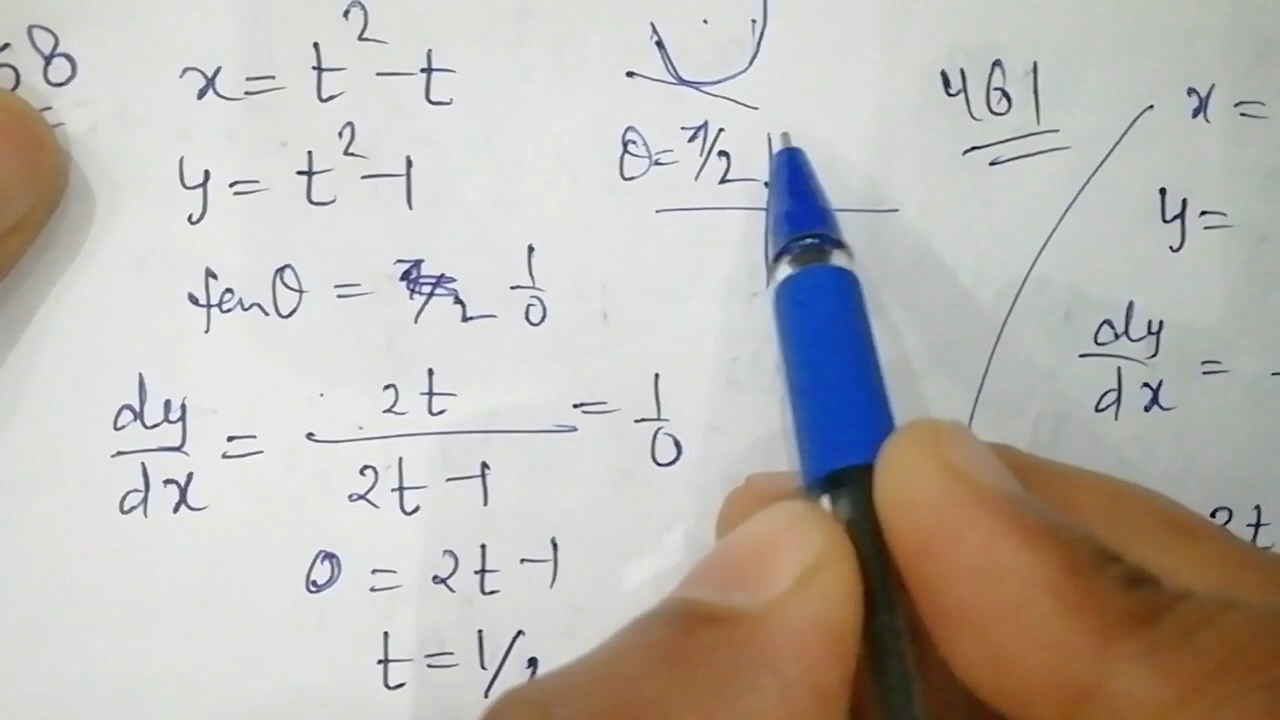 58
x = t² - t
y = t² - 1
θ = π/2
tanθ = 1/0
dy/dx = 2t/(2t - 1) = 1/0
0 = 2t - 1
t = 1/2
461
x =
y =
dy/dx =
2t